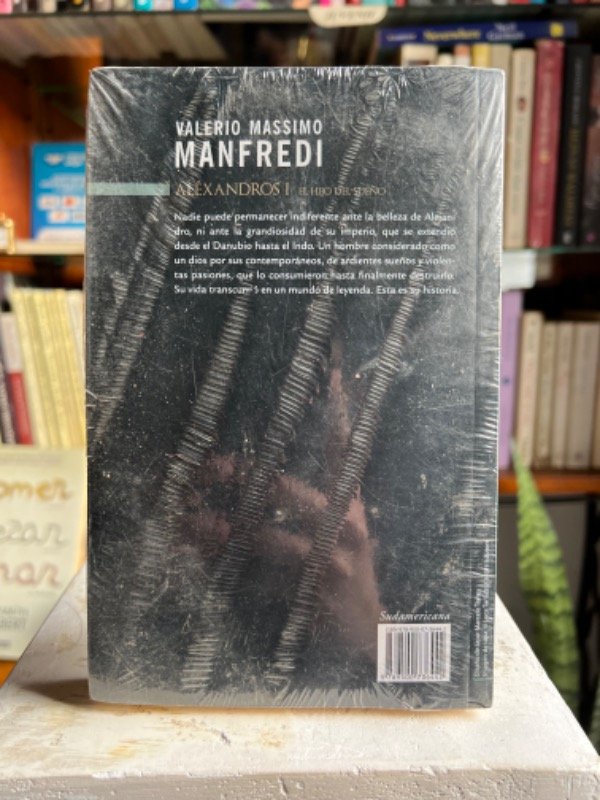 VALERIO MASSIMO
MANFREDI
ALEXANDROS I EL HIJO DEL SUEÑO
Nadie puede permanecer indiferente ante la belleza de Alejan-
dro, ni ante la grandiosidad de su imperio, que se extendió
desde el Danubio hasta el Indo. Un hombre considerado como
un dios por sus contemporáneos, de ardientes sueños y violen-
tas pasiones, que lo consumieron hasta finalmente destruirlo.
Su vida transcurrió en un mundo de leyenda. Esta es su historia.
Sudamericana